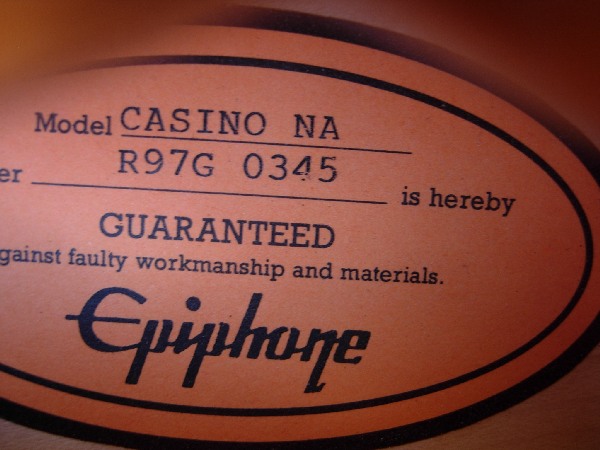 Model CASINO NA
er R97G 0345 is hereby
GUARANTEED
gainst faulty workmanship and materials.
Epiphone